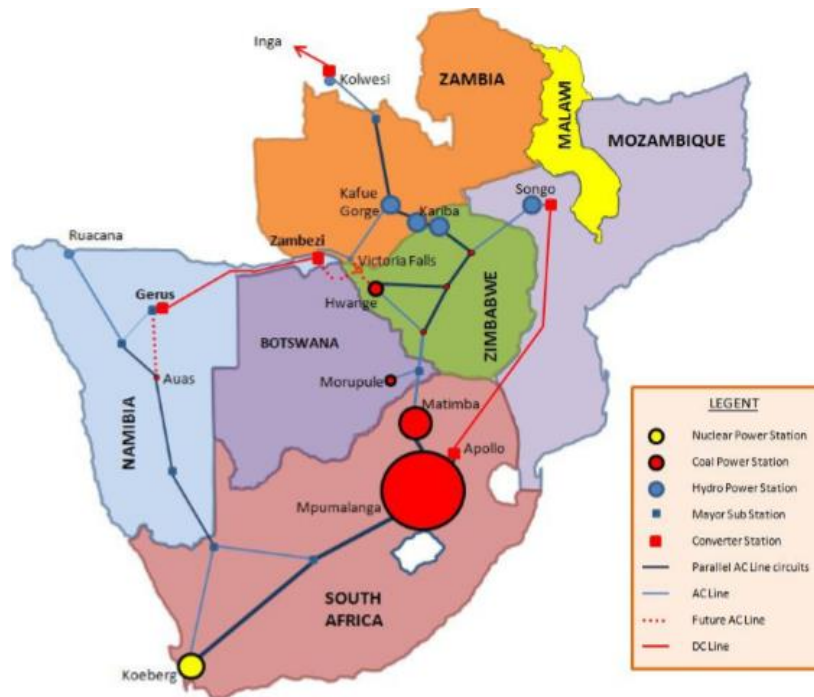 Inga
Kolwesi
ZAMBIA
MALAWI
MOZAMBIQUE
Kafue
Gorge
Kariba
Songo
Ruacana
Zambezi
Victoria Falls
Gerus
Hwange
ZIMBABWE
BOTSWANA
Auas
Morupule
NAMIBIA
Matimba
Apollo
Mpumalanga
SOUTH
AFRICA
Koeberg
LEGENT
Nuclear Power Station
Coal Power Station
Hydro Power Station
Mayor Sub Station
Converter Station
Parallel AC Line circuits
AC Line
Future AC Line
DC Line